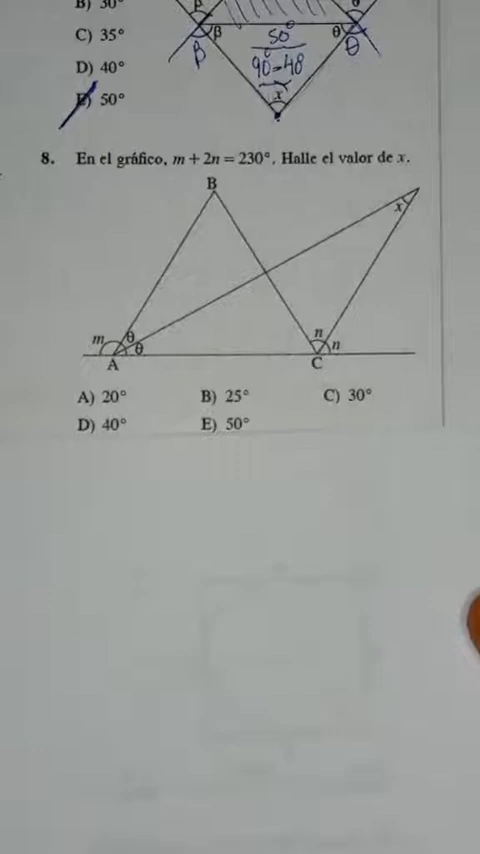 B) 30°
β
θ
C) 35°
β 50° θ
β θ
D) 40°
90-48
E) 50°
x
8. En el gráfico, m + 2n = 230°. Halle el valor de x.
B
x
m θ
θ
n
n
A C
A) 20° B) 25° C) 30°
D) 40° E) 50°